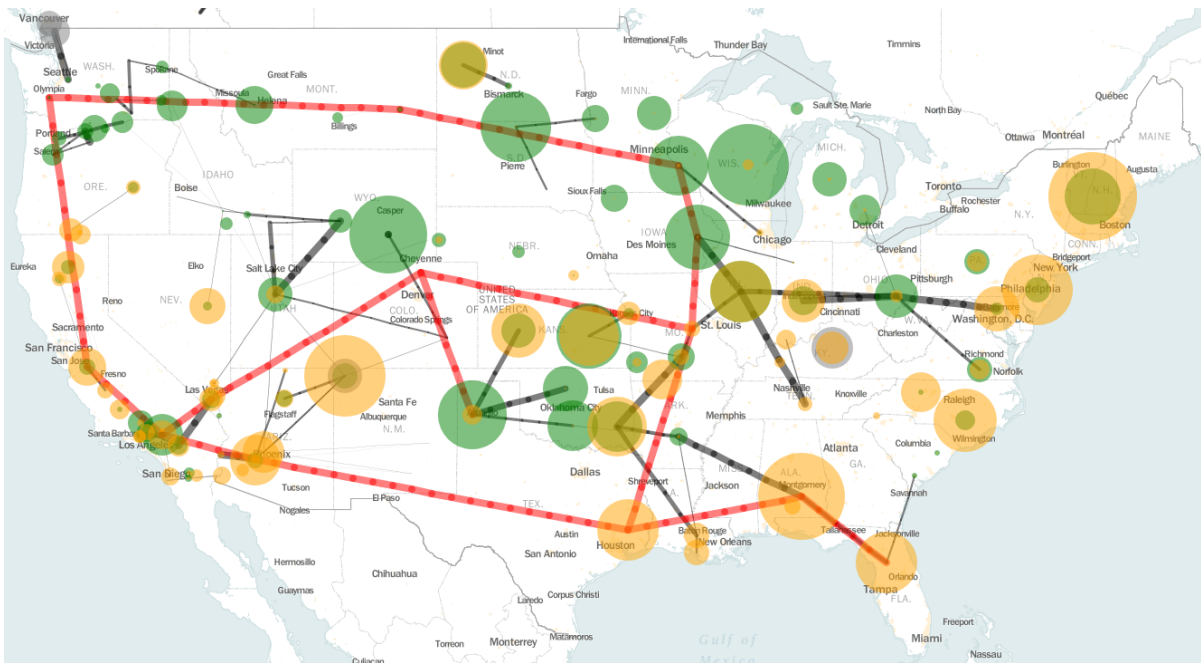 Vancouver
Victoria
Seattle
WASH.
Spokane
Olympia
Great Falls
Missoula
Helena
MONT.
Billings
Portland
Salem
ORE.
IDAHO
Boise
WYO.
Casper
Cheyenne
Minot
N.D.
Bismarck
Fargo
MINN.
International Falls
Thunder Bay
Timmins
S.D.
Pierre
Sioux Falls
Minneapolis
WIS.
MICH.
Sault Ste. Marie
North Bay
Ottawa
Montréal
Québec
MAINE
Burlington
VT.
N.H.
Augusta
Boston
Toronto
Rochester
Buffalo
N.Y.
CONN.
Bridgeport
New York
Milwaukee
Detroit
Chicago
Cleveland
PA.
Philadelphia
Pittsburgh
OHIO
IOWA
Des Moines
Omaha
NEBR.
Eureka
Elko
Reno
NEV.
Salt Lake City
UTAH
Denver
COLO.
Colorado Springs
UNITED
STATES
OF AMERICA
KANS.
Kansas City
MO.
St. Louis
IND.
Cincinnati
W.VA.
Charleston
Washington, D.C.
Richmond
Norfolk
KY.
Sacramento
San Francisco
San Jose
Fresno
Las Vegas
Flagstaff
Santa Fe
Albuquerque
N.M.
Tulsa
Oklahoma City
ARK.
Memphis
Nashville
TENN.
Knoxville
Raleigh
Wilmington
Columbia
Atlanta
GA.
Savannah
Santa Barbara
Los Angeles
San Diego
ARIZ.
Phoenix
Tucson
Nogales
El Paso
TEX.
Dallas
Shreveport
MISS.
Jackson
ALA.
Montgomery
Tallahassee
Jacksonville
Orlando
Tampa
FLA.
Miami
Freeport
Nassau
Austin
Houston
San Antonio
Baton Rouge
New Orleans
Hermosillo
Guaymas
Chihuahua
Laredo
Corpus Christi
Torreon
Monterrey
Matamoros
Culiacan
Gulf of
Mexico